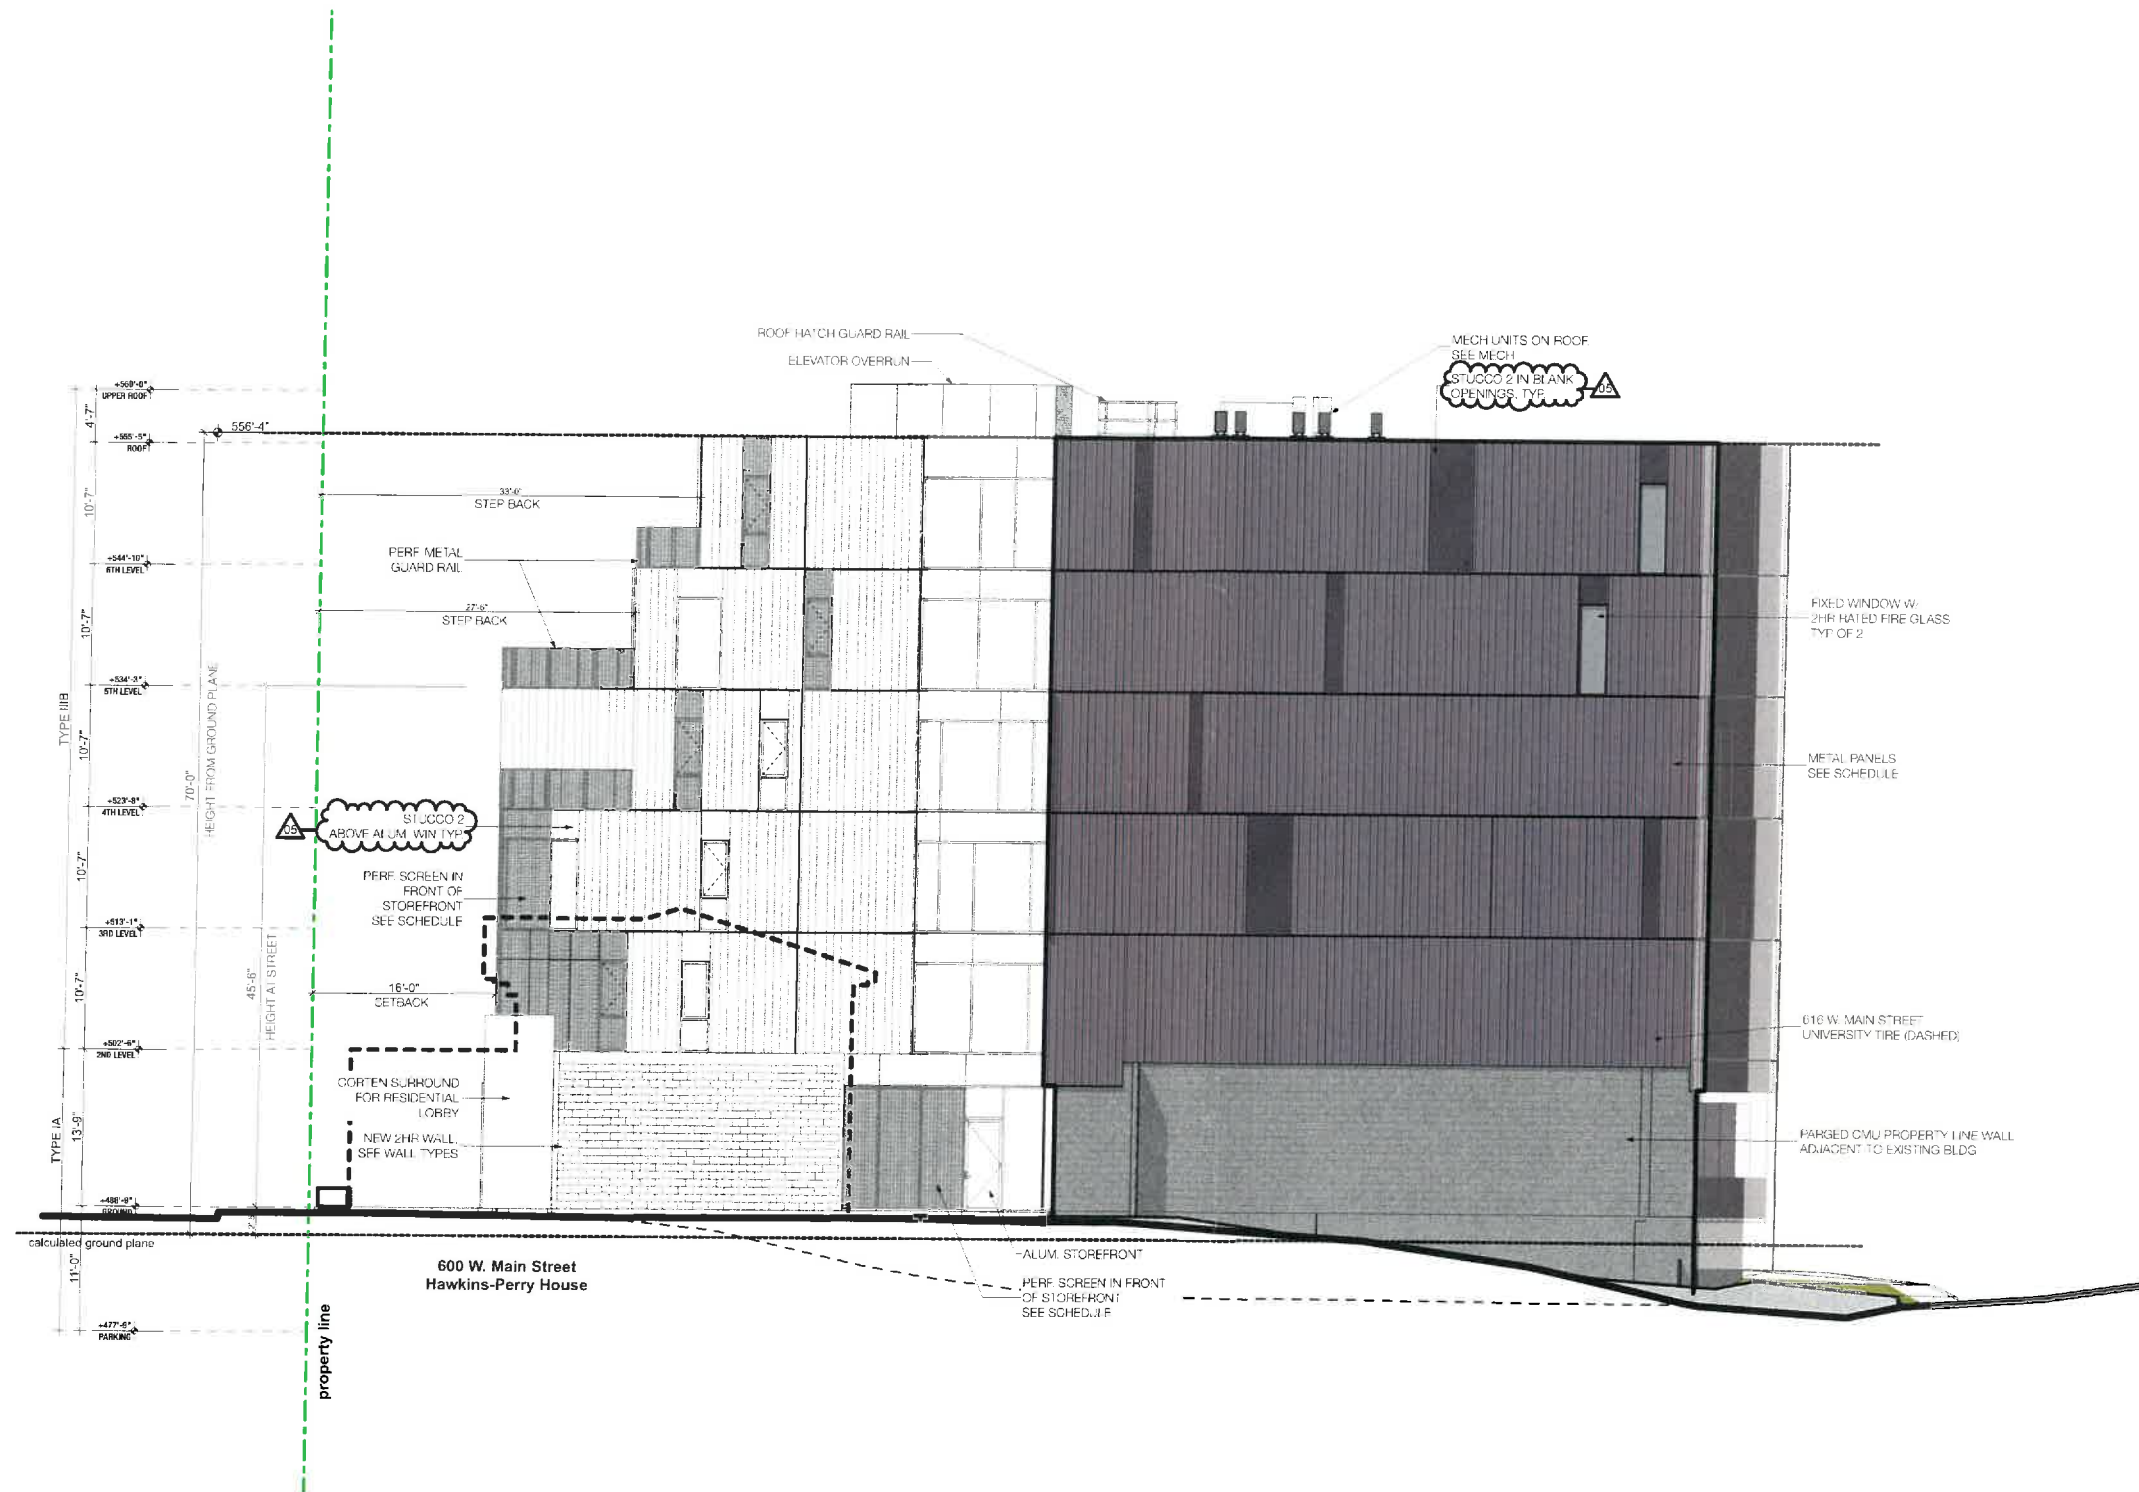 ROOF HATCH GUARD RAIL
ELEVATOR OVERRUN
MECH UNITS ON ROOF.
SEE MECH
STUCCO 2 IN BLANK
OPENINGS, TYP.
05
+560'-0"
UPPER ROOF
4'-7"
556'-4"
ROOF
10'-7"
33'-6"
STEP BACK
PERF. METAL
GUARD RAIL
+544'-10"
6TH LEVEL
10'-7"
27'-6"
STEP BACK
FIXED WINDOW W/
2HR RATED FIRE GLASS
TYP OF 2
+534'-3"
5TH LEVEL
TYPE IIIB
10'-7"
70'-0"
HEIGHT FROM GROUND PLANE
METAL PANELS
SEE SCHEDULE
+523'-8"
4TH LEVEL
05
STUCCO 2
ABOVE ALUM. WIN TYP
10'-7"
PERF. SCREEN IN
FRONT OF
STOREFRONT
SEE SCHEDULE
+513'-1"
3RD LEVEL
10'-7"
45'-6"
HEIGHT AT STREET
16'-0"
SETBACK
616 W. MAIN STREET
UNIVERSITY TIRE (DASHED)
+502'-6"
2ND LEVEL
CORTEN SURROUND
FOR RESIDENTIAL
LOBBY
TYPE IA
13'-9"
NEW 2HR WALL,
SEE WALL TYPES
PARGED CMU PROPERTY LINE WALL
ADJACENT TO EXISTING BLDG
+488'-9"
GROUND
calculated ground plane
11'-0"
600 W. Main Street
Hawkins-Perry House
ALUM. STOREFRONT
PERF. SCREEN IN FRONT
OF STOREFRONT
SEE SCHEDULE
PARKING
property line